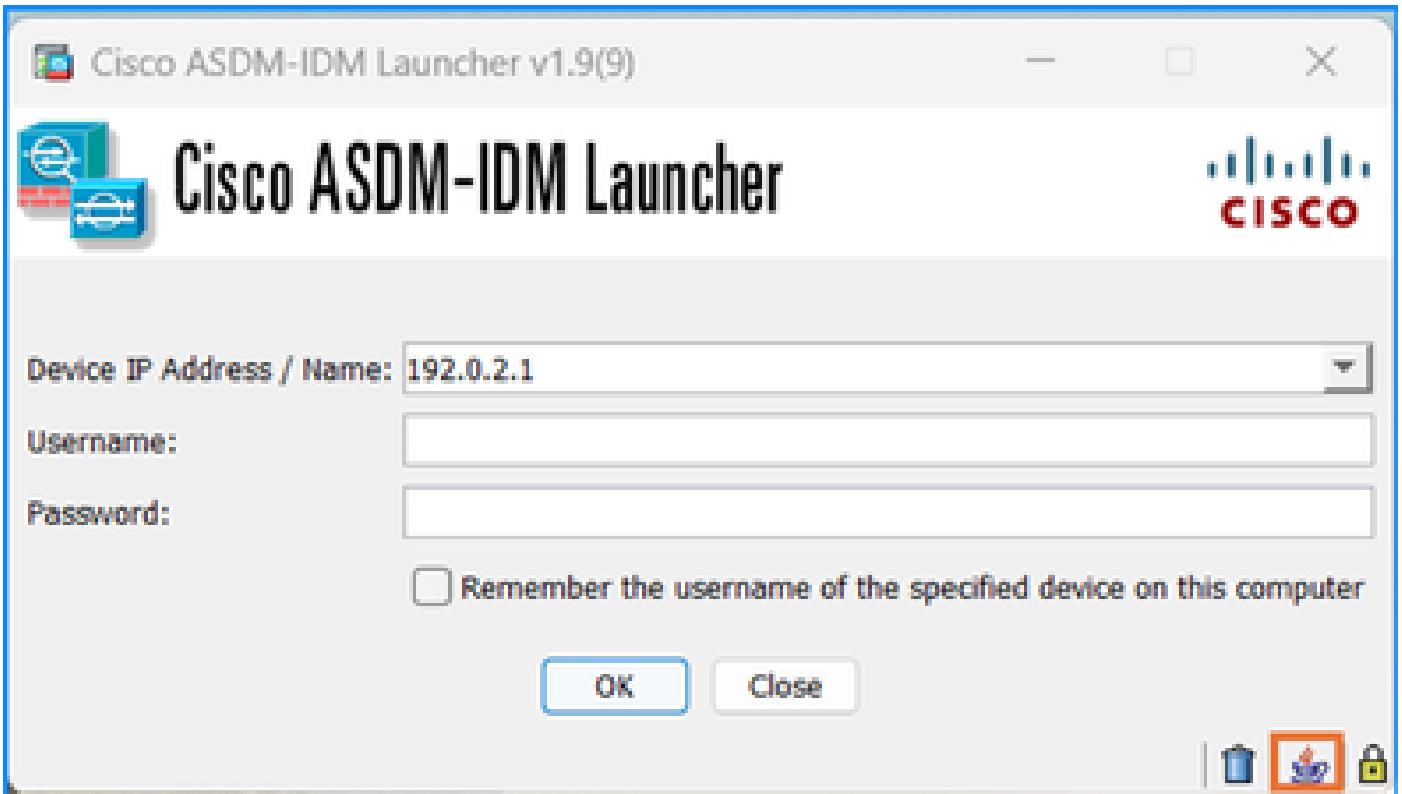 Cisco ASDM-IDM Launcher v1.9(9)
Cisco ASDM-IDM Launcher
CISCO
Device IP Address / Name: 192.0.2.1
Username:
Password:
Remember the username of the specified device on this computer
OK Close